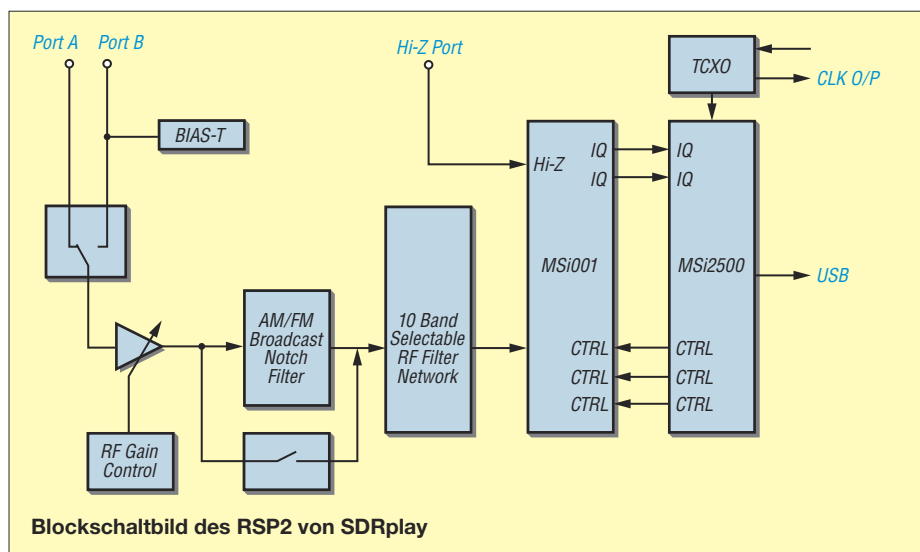 Port A
Port B
Hi-Z Port
TCXO
CLK O/P
BIAS-T
Hi-Z
IQ
IQ
IQ
IQ
MSi001
MSi2500
USB
AM/FM
Broadcast
Notch
Filter
10 Band
Selectable
RF Filter
Network
CTRL
CTRL
CTRL
CTRL
CTRL
CTRL
RF Gain
Control
Blockschaltbild des RSP2 von SDRplay